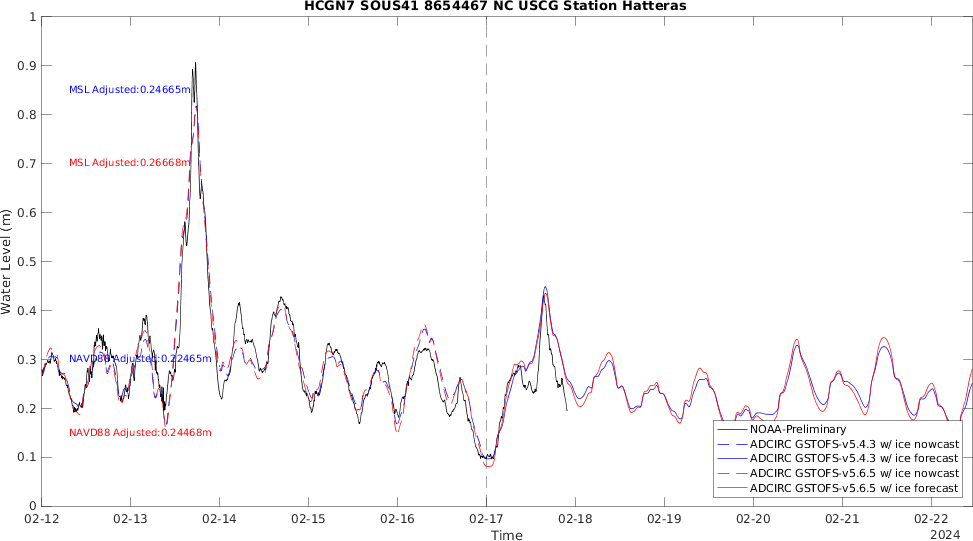 HCGN7 SOUS41 8654467 NC USCG Station Hatteras
1
0.9
0.8
0.7
0.6
0.5
0.4
0.3
0.2
0.1
0
Water Level (m)
MSL Adjusted:0.24665m
MSL Adjusted:0.26668m
NAVD88 Adjusted:0.22465m
NAVD88 Adjusted:0.24468m
NOAA-Preliminary
ADCIRC GSTOFS-v5.4.3 w/ ice nowcast
ADCIRC GSTOFS-v5.4.3 w/ ice forecast
ADCIRC GSTOFS-v5.6.5 w/ ice nowcast
ADCIRC GSTOFS-v5.6.5 w/ ice forecast
02-12 02-13 02-14 02-15 02-16 02-17 02-18 02-19 02-20 02-21 02-22
Time
2024